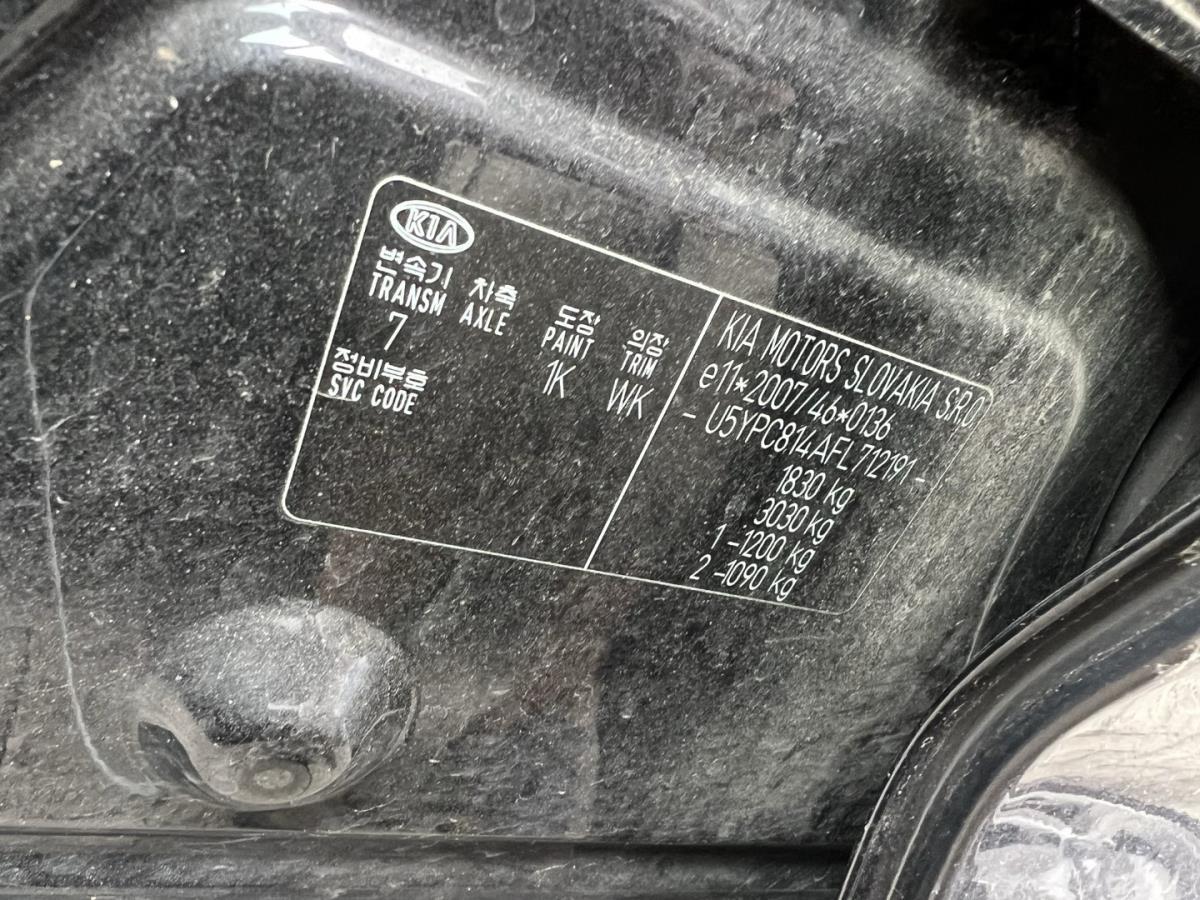 KIA
변속기 차축 도장 의장
TRANSM AXLE PAINT TRIM
7 1K WK
정비부호
SVC CODE
KIA MOTORS SLOVAKIA S.R.O
e11*2007/46*0136
- U5YPC814AFL712191 -
1830 kg
3030 kg
1 -1200 kg
2 -1090 kg